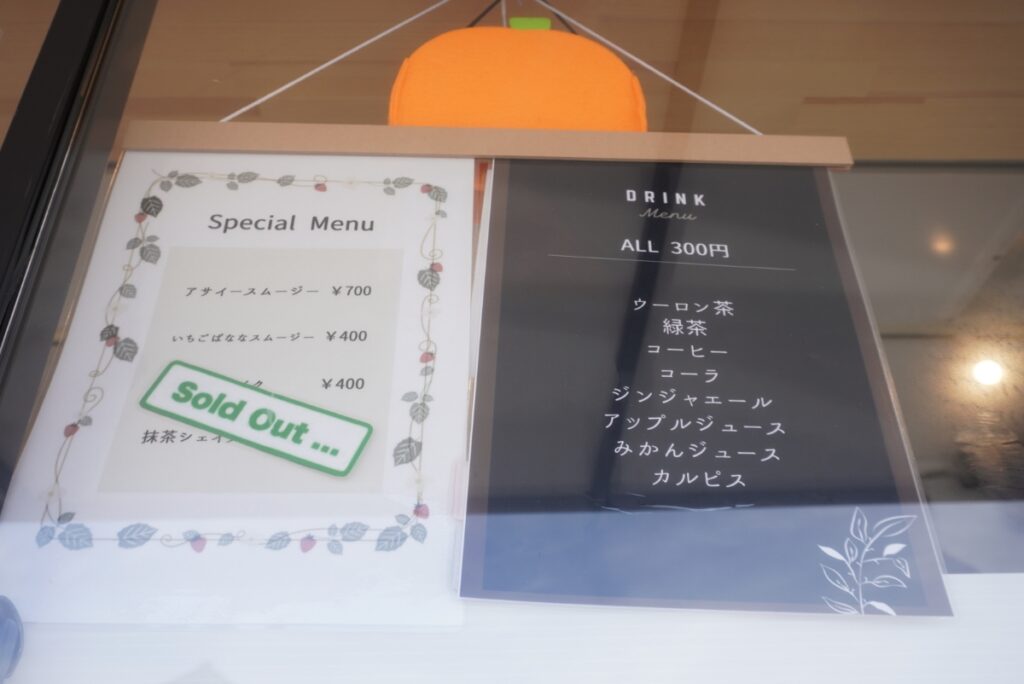 Special Menu
アサイースムージー ￥700
いちごばななスムージー ￥400
ク ￥400
Sold Out ...
抹茶シェイ
DRINK
Menu
ALL 300円
ウーロン茶
緑茶
コーヒー
コーラ
ジンジャエール
アップルジュース
みかんジュース
カルピス